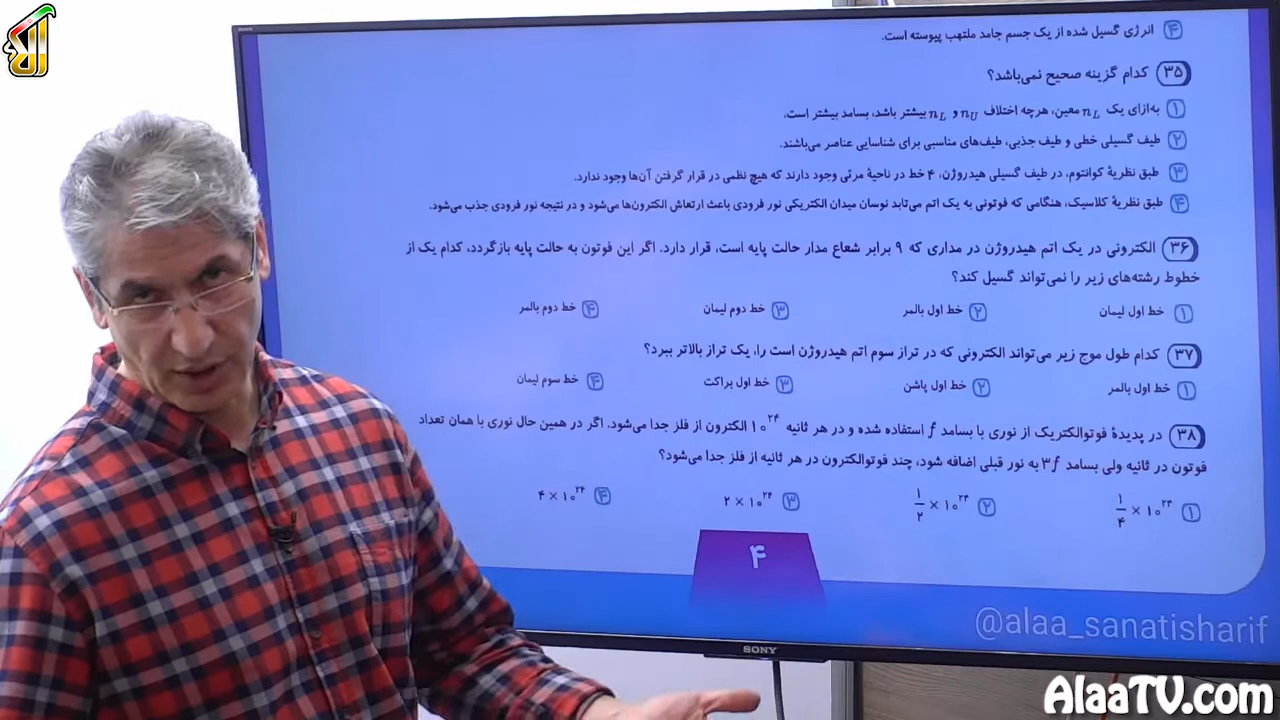 آلاء
۴ انرژی گسیل شده از یک جسم جامد ملتهب پیوسته است.
۳۵ کدام گزینه صحیح نمی‌باشد؟
۱ به‌ازای یک n_L معین، هرچه اختلاف n_U و n_L بیشتر باشد، بسامد بیشتر است.
۲ طیف گسیلی خطی و طیف جذبی، طیف‌های مناسبی برای شناسایی عناصر می‌باشند.
۳ طبق نظریهٔ کوانتوم، در طیف گسیلی هیدروژن، ۴ خط در ناحیهٔ مرئی وجود دارند که هیچ نظمی در قرار گرفتن آن‌ها وجود ندارد.
۴ طبق نظریهٔ کلاسیک، هنگامی که فوتونی به یک اتم می‌تابد نوسان میدان الکتریکی نور فرودی باعث ارتعاش الکترون‌ها می‌شود و در نتیجه نور فرودی جذب می‌شود.
۳۶ الکترونی در یک اتم هیدروژن در مداری که ۹ برابر شعاع مدار حالت پایه است، قرار دارد. اگر این فوتون به حالت پایه بازگردد، کدام یک از
خطوط رشته‌های زیر را نمی‌تواند گسیل کند؟
۱ خط اول لیمان ۲ خط اول بالمر ۳ خط دوم لیمان ۴ خط دوم بالمر
۳۷ کدام طول موج زیر می‌تواند الکترونی که در تراز سوم اتم هیدروژن است را، یک تراز بالاتر ببرد؟
۱ خط اول بالمر ۲ خط اول پاشن ۳ خط اول براکت ۴ خط سوم لیمان
۳۸ در پدیدهٔ فوتوالکتریک از نوری با بسامد f استفاده شده و در هر ثانیه ۱۰^۲۴ الکترون از فلز جدا می‌شود. اگر در همین حال نوری با همان تعداد
فوتون در ثانیه ولی بسامد ۳f به نور قبلی اضافه شود، چند فوتوالکترون در هر ثانیه از فلز جدا می‌شود؟
۱ ۱/۴ × ۱۰^۲۴ ۲ ۱/۲ × ۱۰^۲۴ ۳ ۲ × ۱۰^۲۴ ۴ ۴ × ۱۰^۲۴
۴
@alaa_sanatisharif
SONY
AlaaTV.com